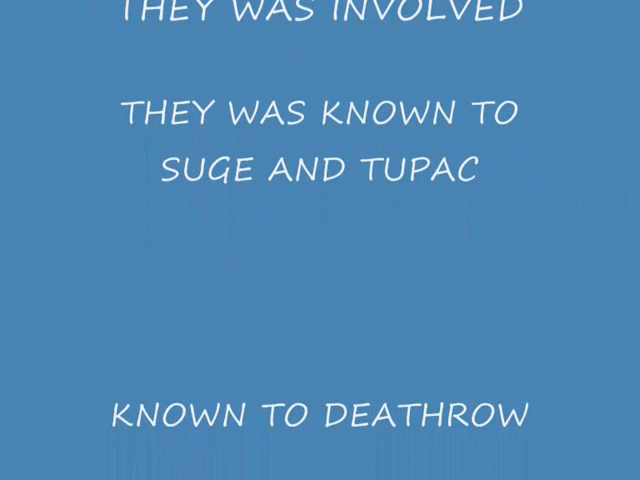 THEY WAS INVOLVED
THEY WAS KNOWN TO
SUGE AND TUPAC
KNOWN TO DEATHROW